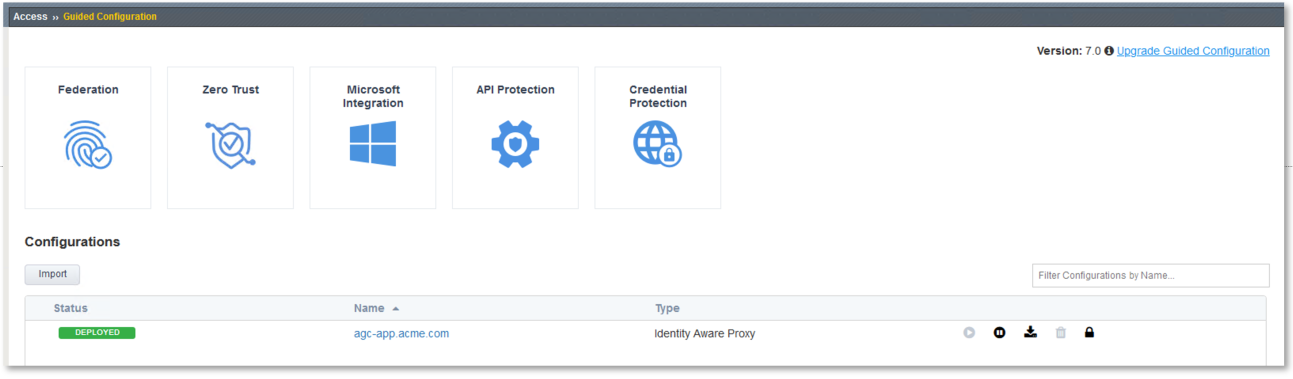 Access » Guided Configuration
Version: 7.0 Upgrade Guided Configuration
Federation
Zero Trust
Microsoft
Integration
API Protection
Credential
Protection
Configurations
Import
Filter Configurations by Name...
Status Name Type
DEPLOYED agc-app.acme.com Identity Aware Proxy